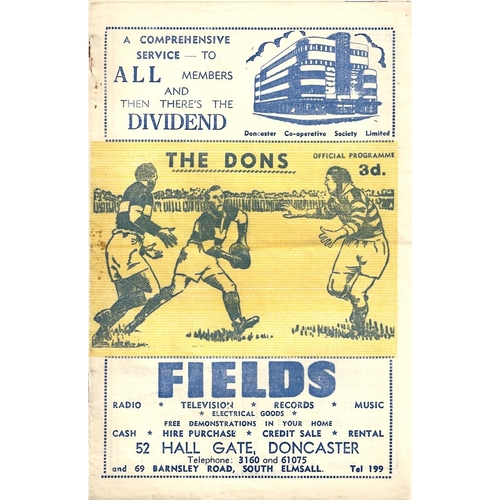 A COMPREHENSIVE
SERVICE — TO
ALL MEMBERS
AND
THEN THERE'S THE
DIVIDEND
Doncaster Co-operative Society Limited
THE DONS
OFFICIAL PROGRAMME
3d.
FIELDS
RADIO * TELEVISION * RECORDS * MUSIC
* ELECTRICAL GOODS *
FREE DEMONSTRATIONS IN YOUR HOME
CASH * HIRE PURCHASE * CREDIT SALE * RENTAL
52 HALL GATE, DONCASTER
Telephone: 3160 and 61075
and 69 BARNSLEY ROAD, SOUTH ELMSALL. Tel 199